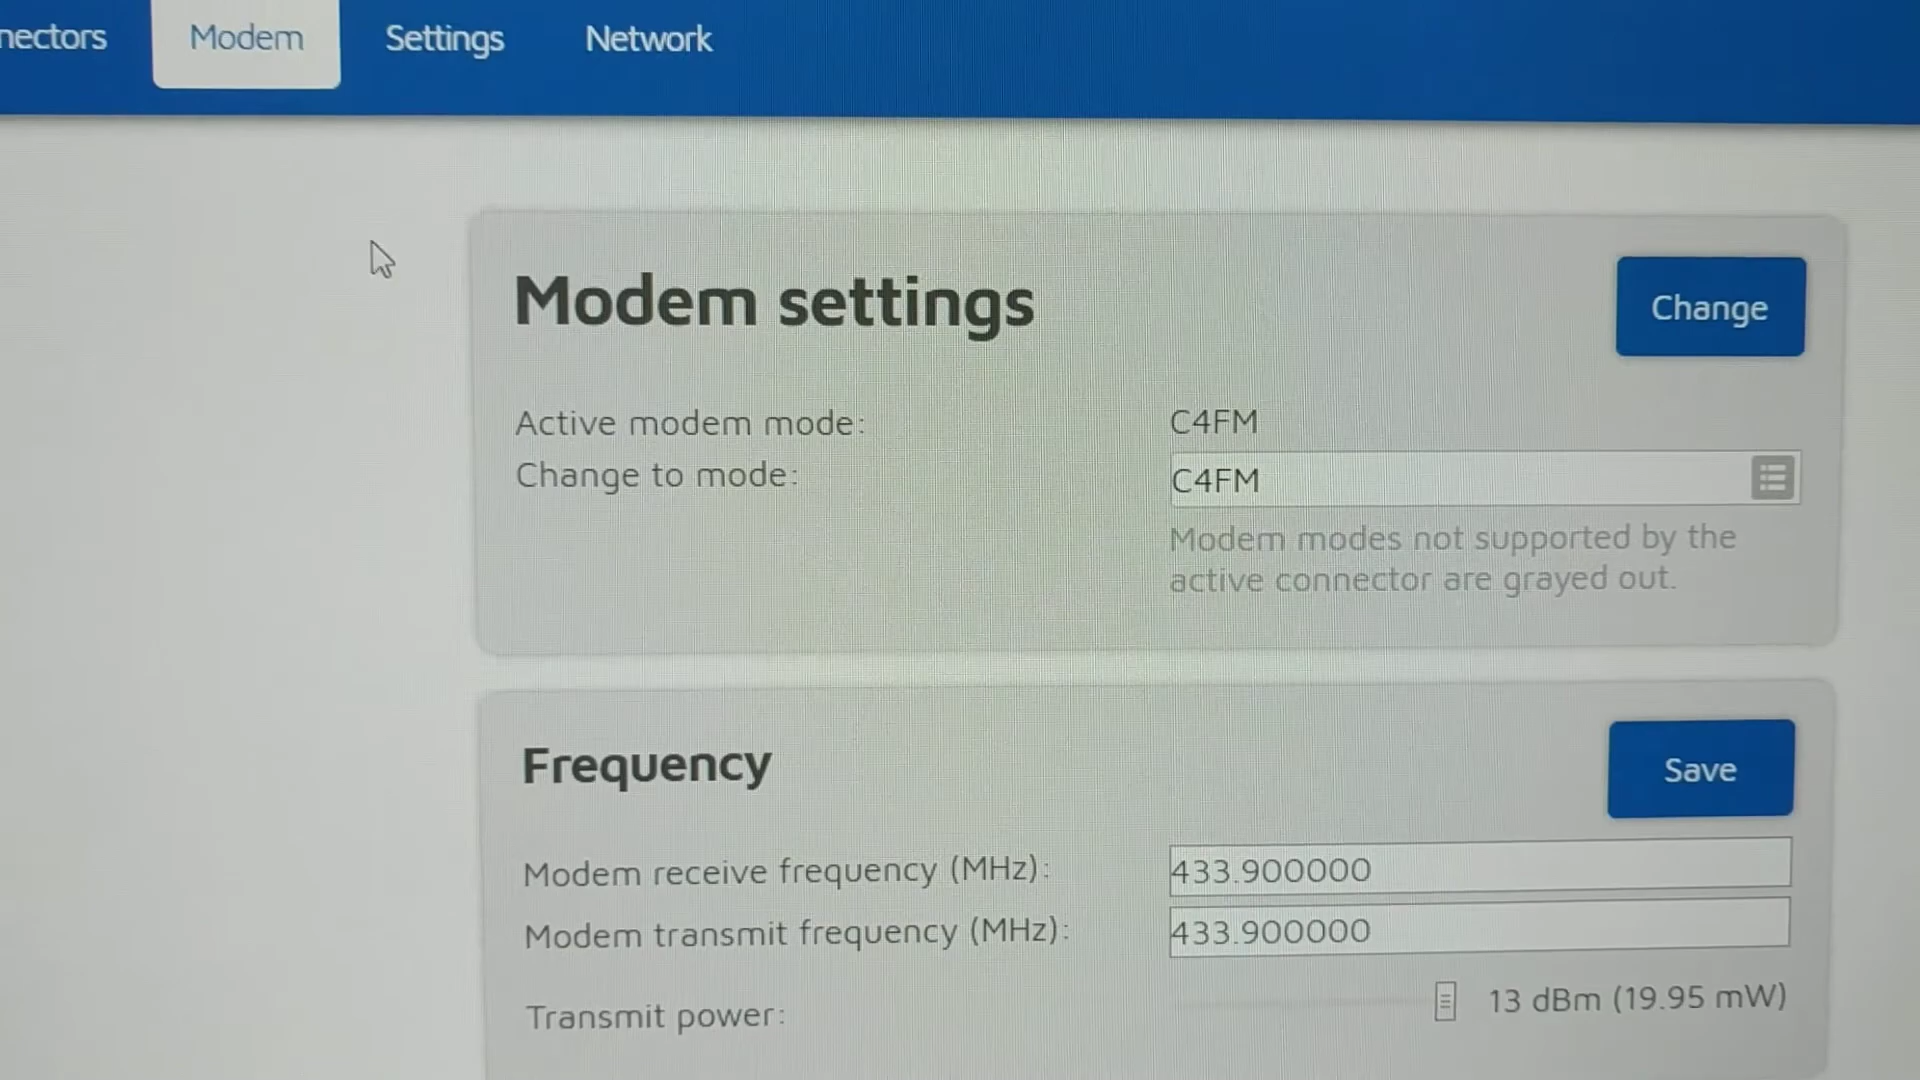 nectors Modem Settings Network
Modem settings
Change
Active modem mode: C4FM
Change to mode: C4FM
Modem modes not supported by the
active connector are grayed out.
Frequency
Save
Modem receive frequency (MHz): 433.900000
Modem transmit frequency (MHz): 433.900000
Transmit power: 13 dBm (19.95 mW)